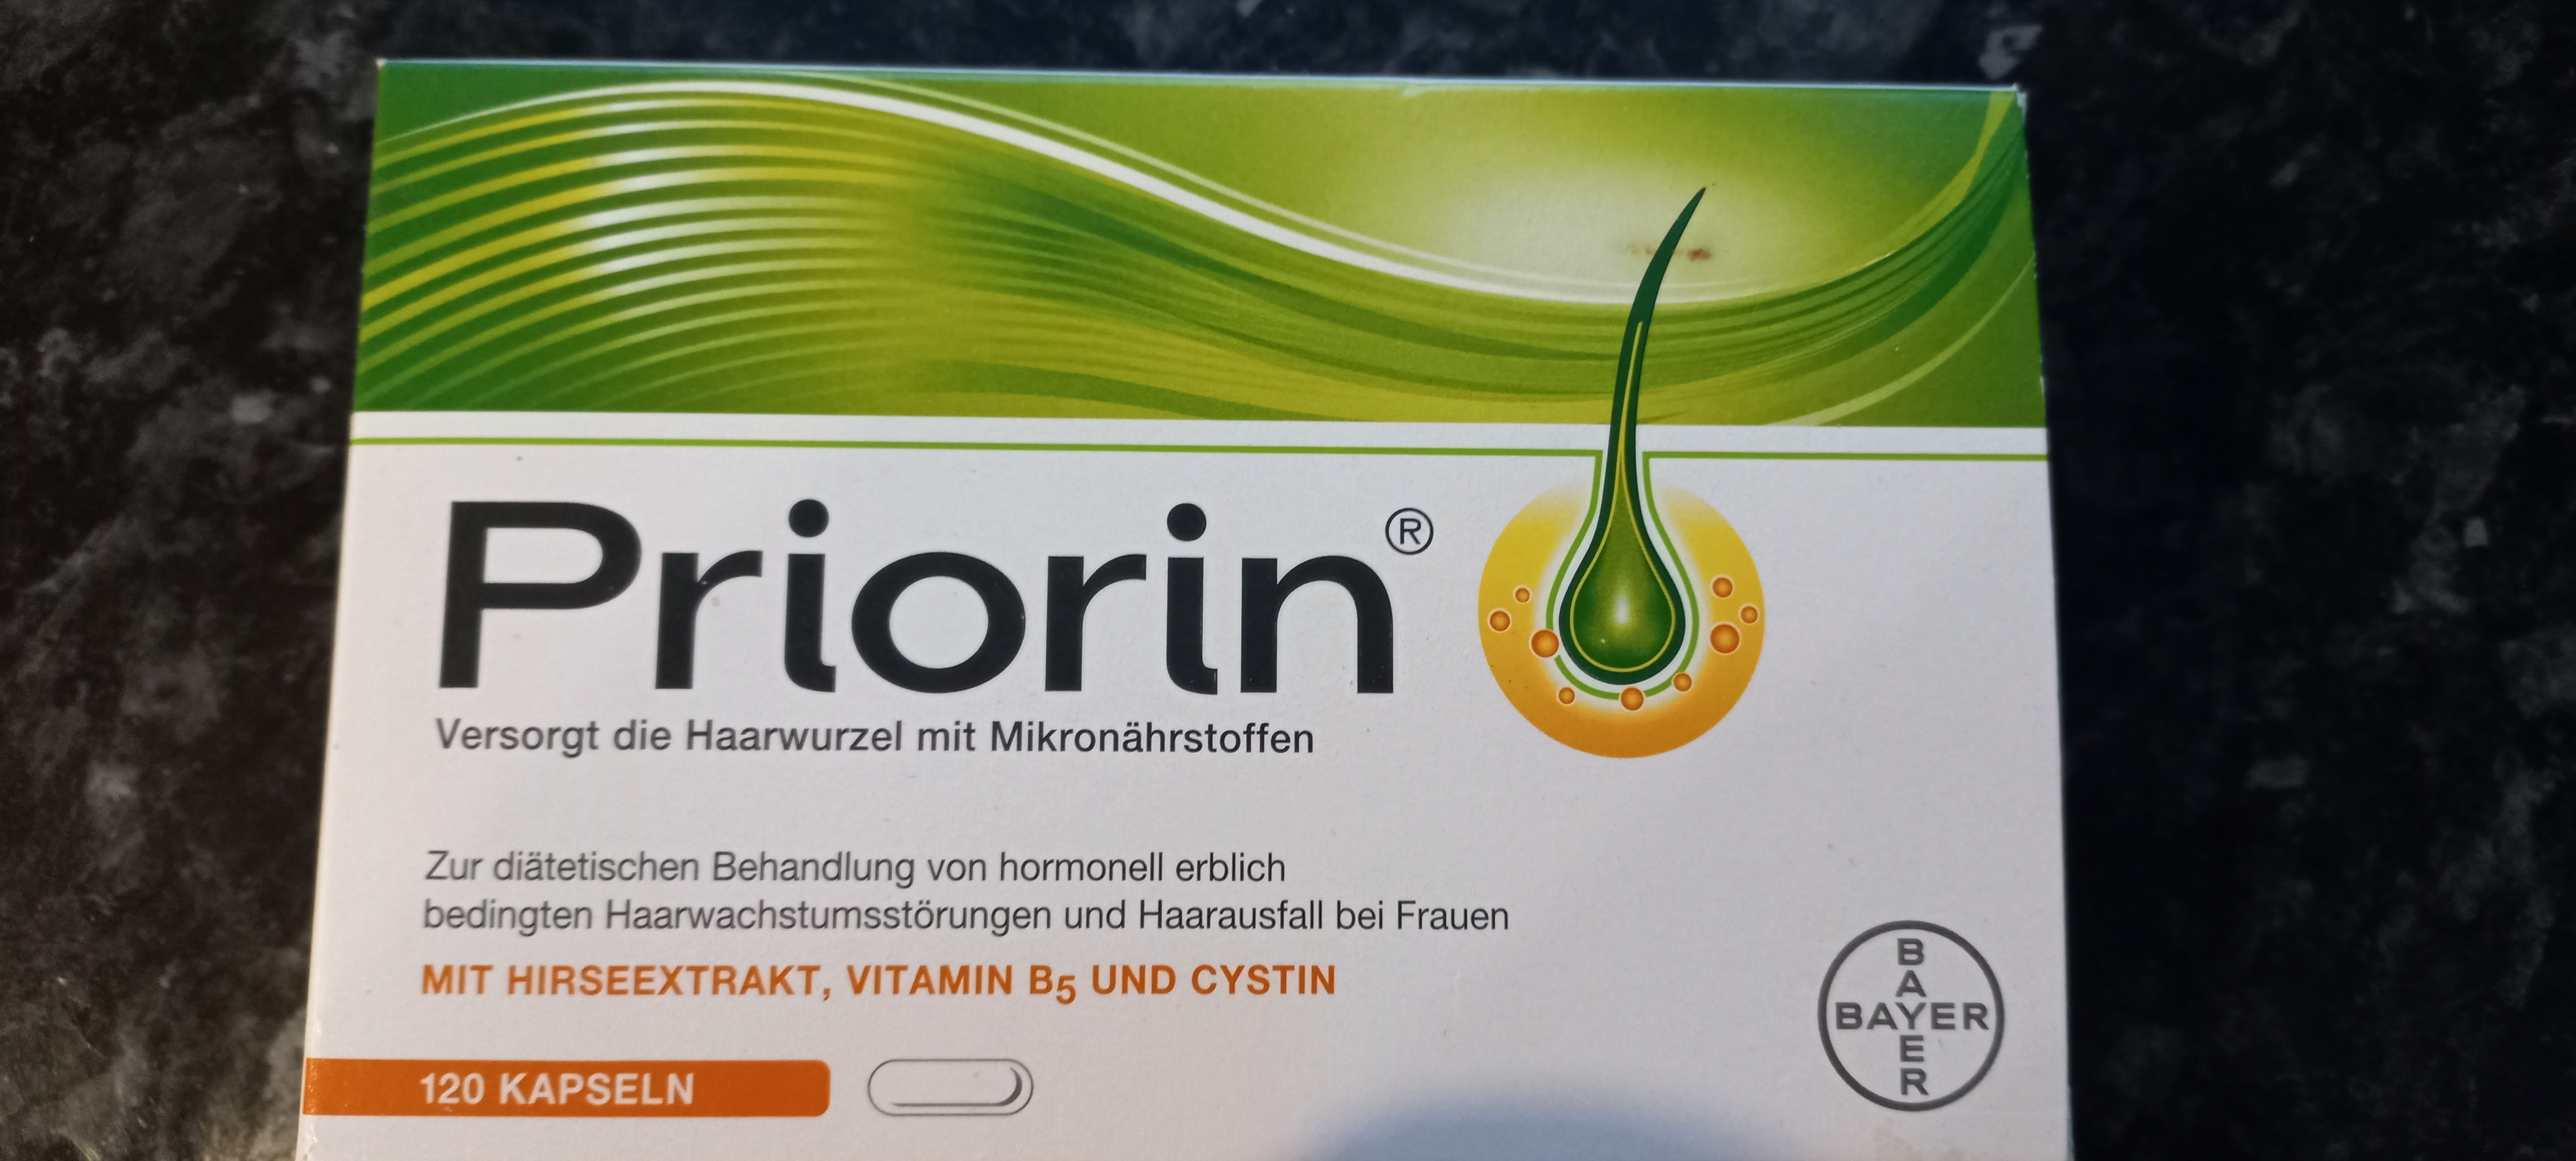 Priorin®
Versorgt die Haarwurzel mit Mikronährstoffen
Zur diätetischen Behandlung von hormonell erblich
bedingten Haarwachstumsstörungen und Haarausfall bei Frauen
MIT HIRSEEXTRAKT, VITAMIN B5 UND CYSTIN
120 KAPSELN
BAYER
BAYER